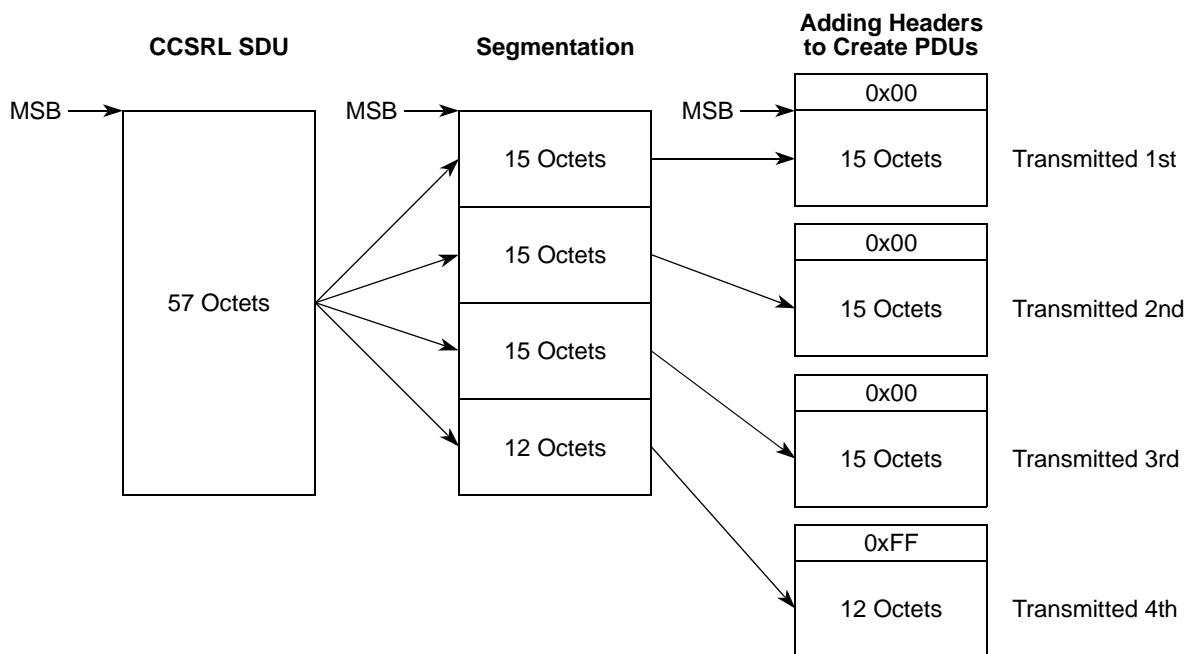 CCSRL SDU
Segmentation
Adding Headers
to Create PDUs
MSB
MSB
MSB
0x00
15 Octets
15 Octets
Transmitted 1st
15 Octets
0x00
57 Octets
15 Octets
Transmitted 2nd
15 Octets
0x00
12 Octets
15 Octets
Transmitted 3rd
0xFF
12 Octets
Transmitted 4th